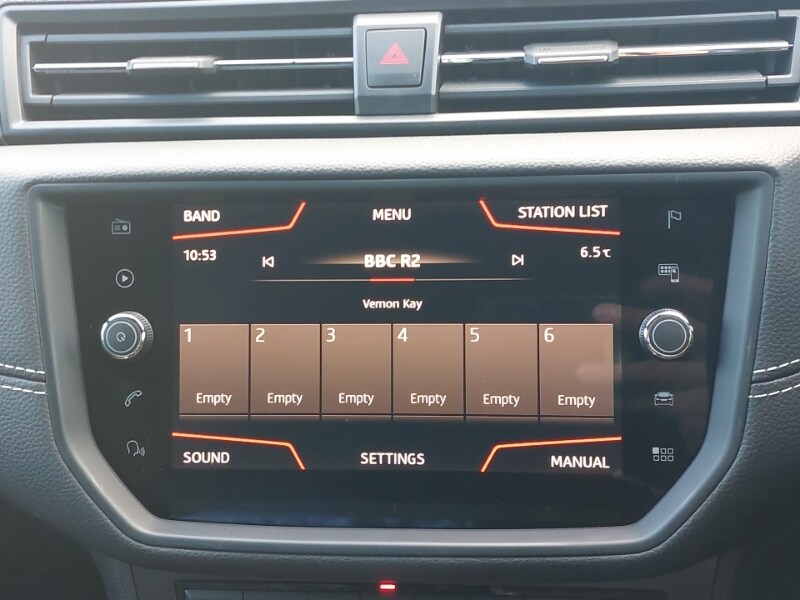 BAND MENU STATION LIST
10:53 BBC R2 6.5℃
Vernon Kay
1 2 3 4 5 6
Empty Empty Empty Empty Empty Empty
SOUND SETTINGS MANUAL